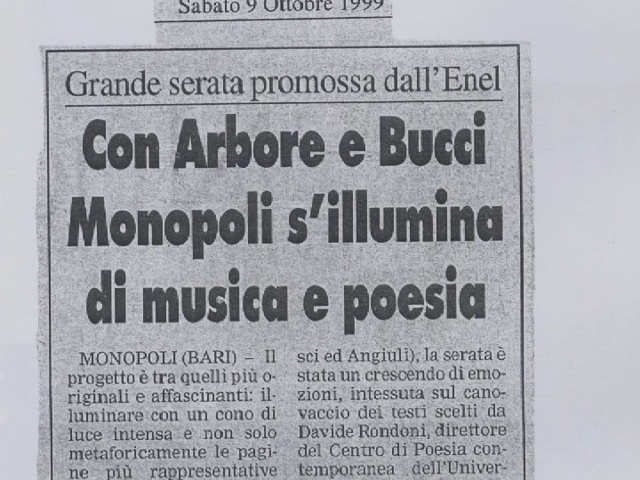 Sabato 9 Ottobre 1999
Grande serata promossa dall'Enel
Con Arbore e Bucci
Monopoli s'illumina
di musica e poesia
MONOPOLI (BARI) – Il
progetto è tra quelli più o-
riginali e affascinanti: il-
luminare con un cono di
luce intensa e non solo
metaforicamente le pagi-
ne più rappresentative
sci ed Angiuli), la serata è
stata un crescendo di emo-
zioni, intessuta sul cano-
vaccio dei testi scelti da
Davide Rondoni, direttore
del Centro di Poesia con-
temporanea dell'Univer-